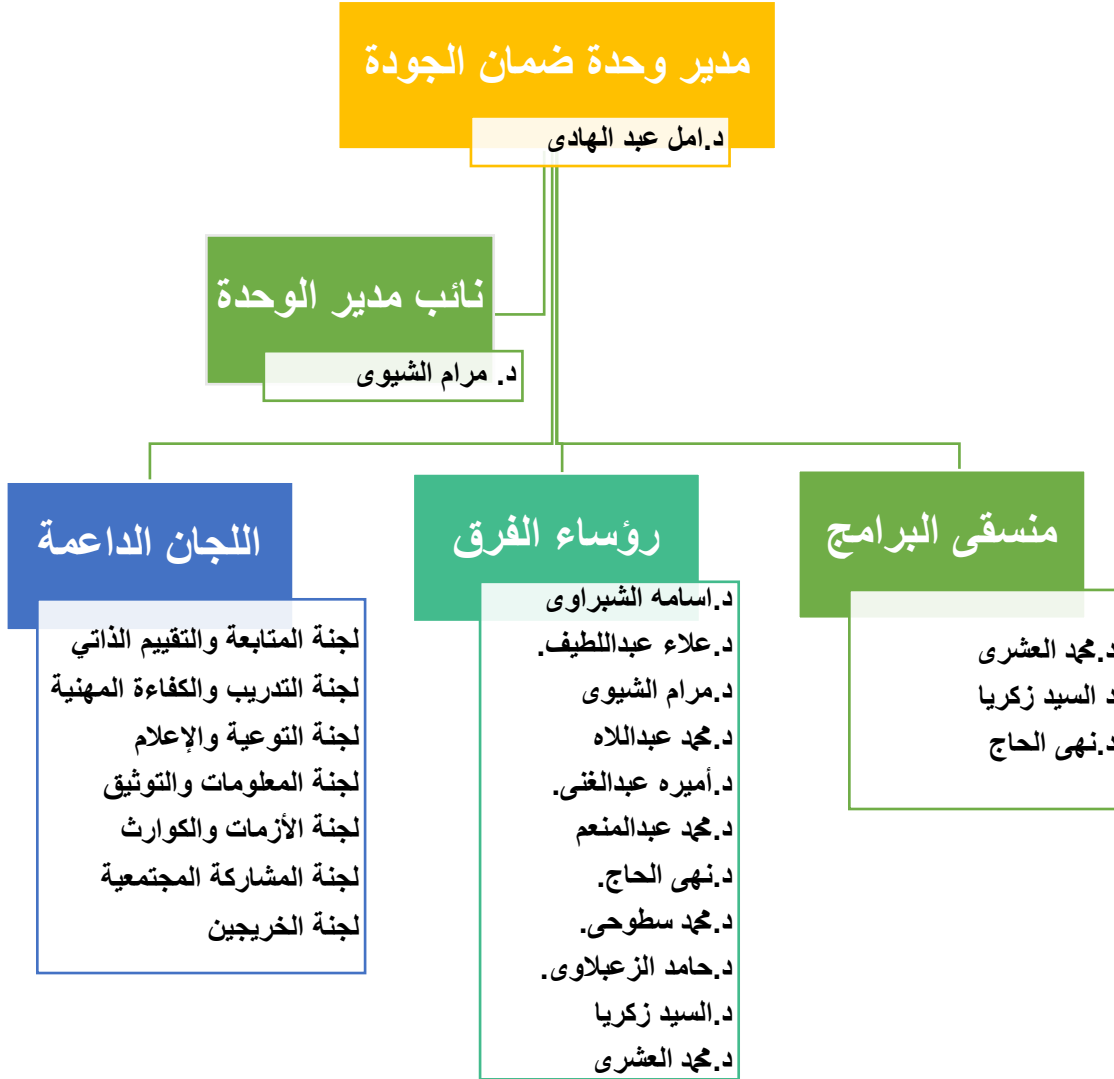 مدير وحدة ضمان الجودة
د.امل عبد الهادى
نائب مدير الوحدة
د. مرام الشيوى
منسقى البرامج
د.محمد العشرى
د السيد زكريا
د.نهى الحاج
رؤساء الفرق
د.اسامه الشبراوى
د.علاء عبداللطيف.
د.مرام الشيوى
د.محمد عبداللاه
د.أميره عبدالغنى.
د.محمد عبدالمنعم
د.نهى الحاج.
د.محمد سطوحى.
د.حامد الزعبلاوى.
د.السيد زكريا
د.محمد العشرى
اللجان الداعمة
لجنة المتابعة والتقييم الذاتي
لجنة التدريب والكفاءة المهنية
لجنة التوعية والإعلام
لجنة المعلومات والتوثيق
لجنة الأزمات والكوارث
لجنة المشاركة المجتمعية
لجنة الخريجين